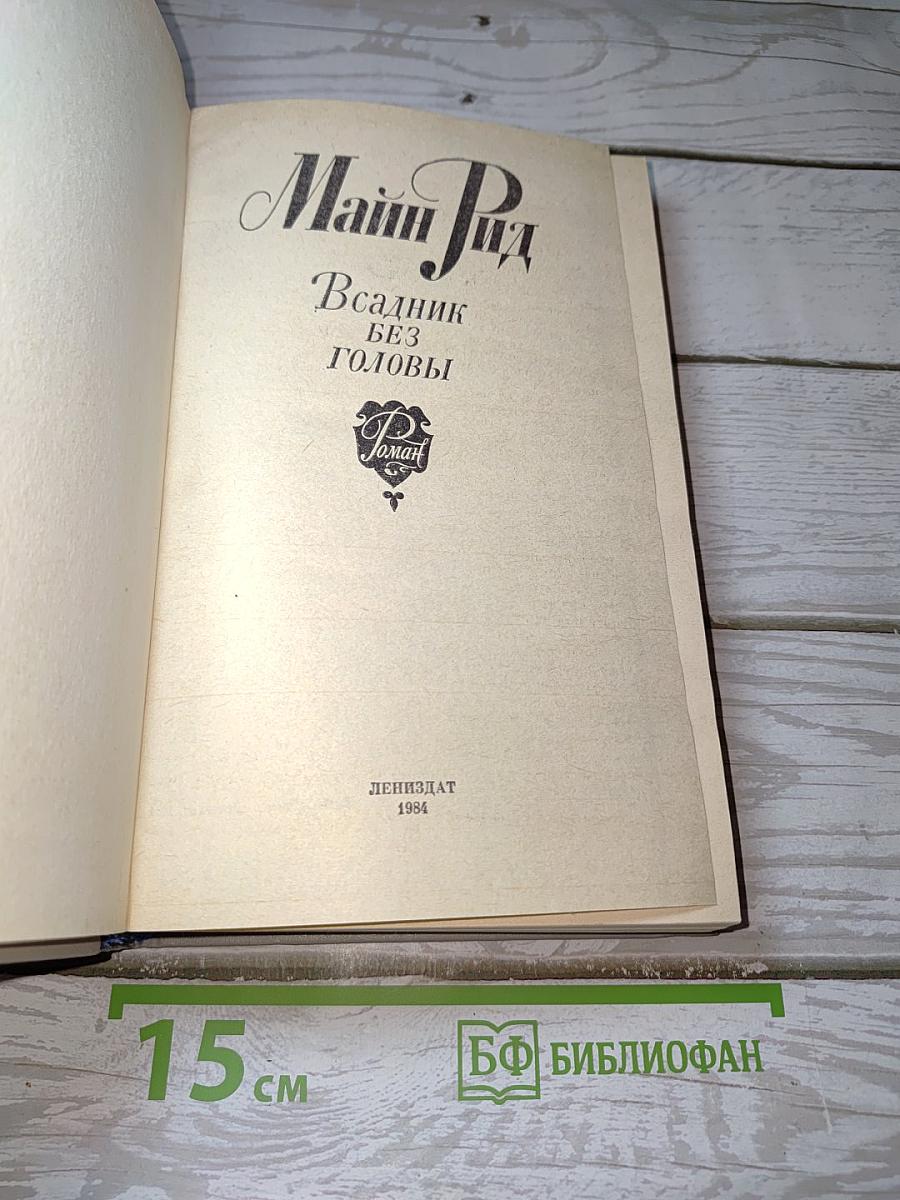 Майн Рид
Всадник
БЕЗ
ГОЛОВЫ
Роман
ЛЕНИЗДАТ
1984
15 см
БФ БИБЛИОФАН